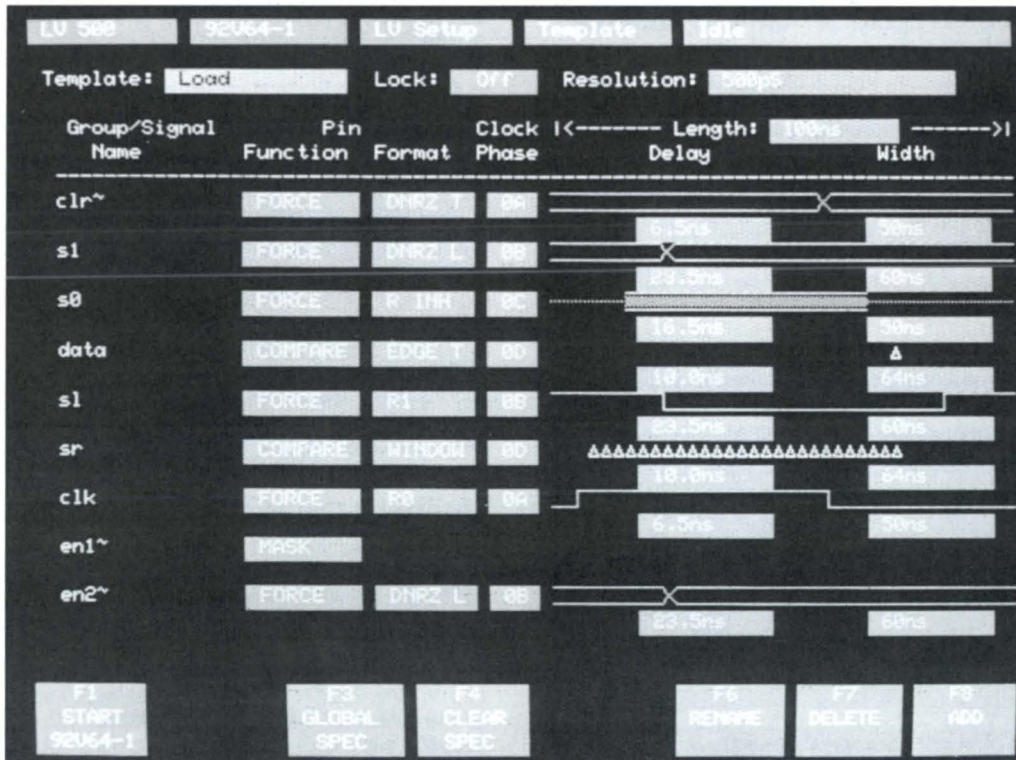 LV 500 92V64-1 LV Setup Template Idle
Template: Load Lock: Off Resolution: 500pS
Group/Signal Pin Clock |<------- Length: 100ns ------->|
Name Function Format Phase Delay Width
clr~ FORCE DNRZ T 0A
6.5ns 50ns
s1 FORCE DNRZ L 0B
23.5ns 60ns
s0 FORCE R INH 0C
16.5ns 50ns
data COMPARE EDGE T 0D
10.0ns 64ns
sl FORCE R1 0B
23.5ns 60ns
sr COMPARE WINDOW 0D
10.0ns 64ns
clk FORCE R0 0A
6.5ns 50ns
en1~ MASK
en2~ FORCE DNRZ L 0B
23.5ns 60ns
F1 F3 F4 F6 F7 F8
START GLOBAL CLEAR RENAME DELETE ADD
92V64-1 SPEC SPEC